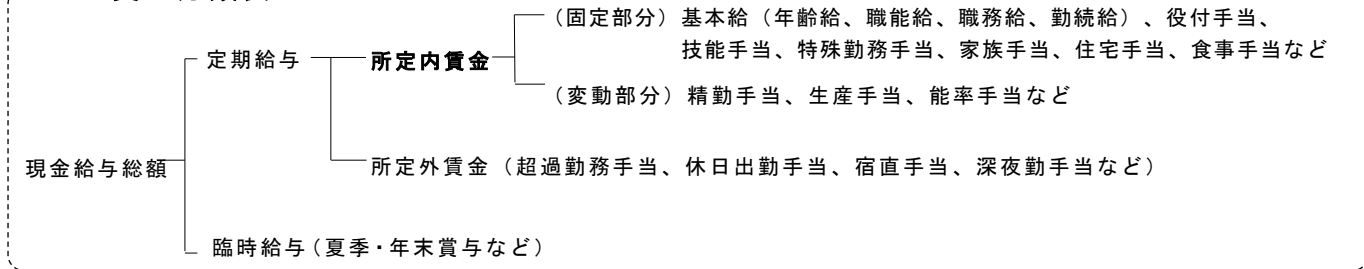 （固定部分）基本給（年齢給、職能給、職務給、勤続給）、役付手当、
技能手当、特殊勤務手当、家族手当、住宅手当、食事手当など
定期給与
所定内賃金
（変動部分）精勤手当、生産手当、能率手当など
現金給与総額
所定外賃金（超過勤務手当、休日出勤手当、宿直手当、深夜勤手当など）
臨時給与（夏季・年末賞与など）